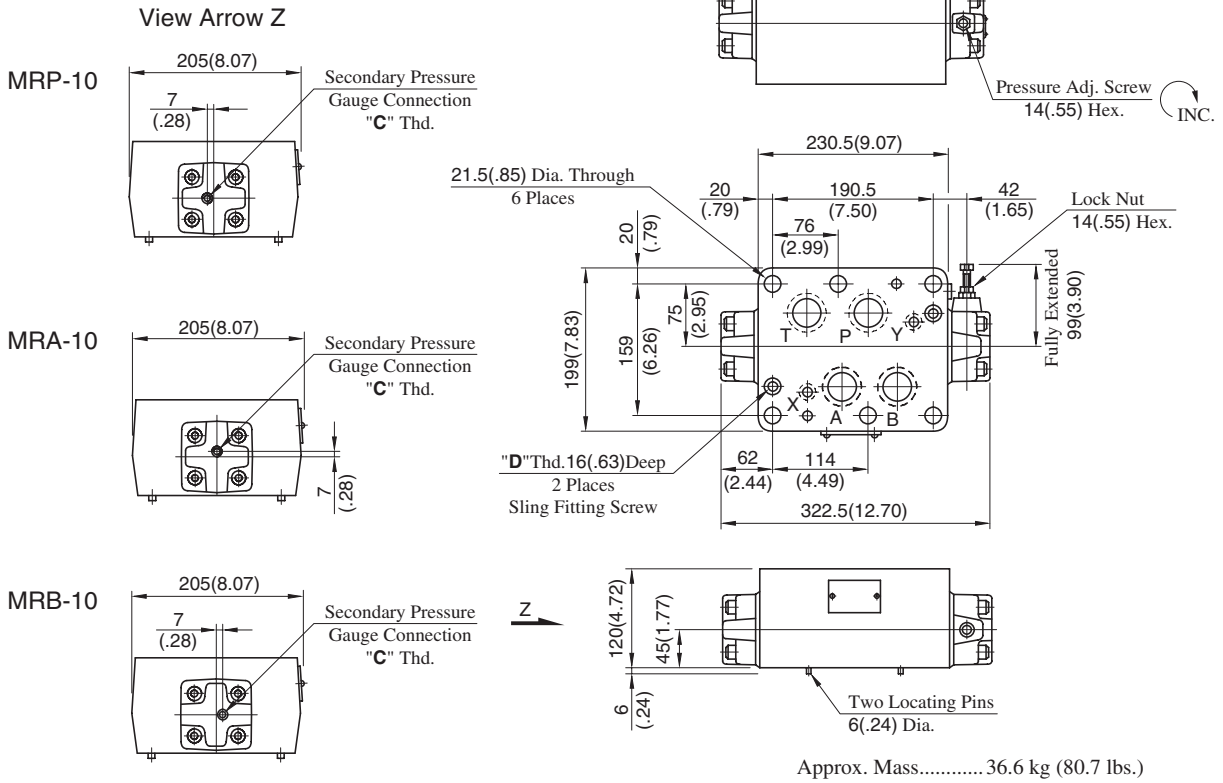 View Arrow Z
MRP-10
205(8.07)
7
(.28)
Secondary Pressure
Gauge Connection
"C" Thd.
Pressure Adj. Screw
14(.55) Hex.
INC.
230.5(9.07)
21.5(.85) Dia. Through
6 Places
20
(.79)
190.5
(7.50)
42
(1.65)
Lock Nut
14(.55) Hex.
76
(2.99)
20
(.79)
Fully Extended
99(3.90)
199(7.83)
159
(6.26)
75
(2.95)
T
P
Y
X
A
B
"D"Thd.16(.63)Deep
2 Places
Sling Fitting Screw
62
(2.44)
114
(4.49)
322.5(12.70)
MRA-10
205(8.07)
Secondary Pressure
Gauge Connection
"C" Thd.
7
(.28)
MRB-10
205(8.07)
7
(.28)
Secondary Pressure
Gauge Connection
"C" Thd.
Z
120(4.72)
45(1.77)
6
(.24)
Two Locating Pins
6(.24) Dia.
Approx. Mass............ 36.6 kg (80.7 lbs.)